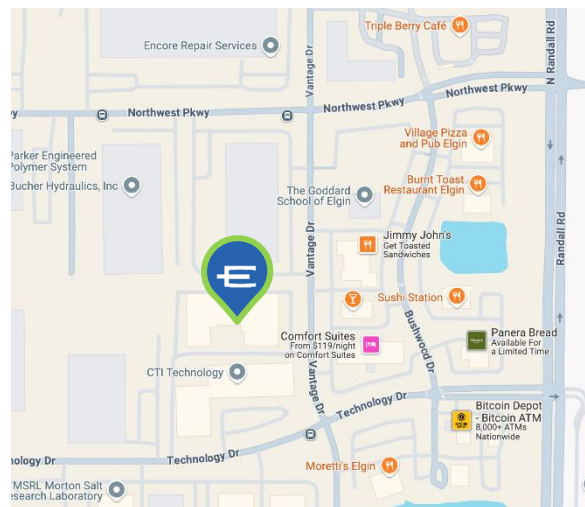 Triple Berry Café
Encore Repair Services
Vantage Dr
N Randall Rd
Northwest Pkwy
Northwest Pkwy
Northwest Pkwy
Village Pizza
and Pub Elgin
Parker Engineered
Polymer System
Bucher Hydraulics, Inc
Burnt Toast
Restaurant Elgin
The Goddard
School of Elgin
Randall Rd
Jimmy John's
Get Toasted
Sandwiches
Vantage Dr
Sushi Station
Bushwood Dr
Comfort Suites
From $119/night
on Comfort Suites
Panera Bread
Available For
a Limited Time
CTI Technology
Vantage Dr
Technology Dr
Bitcoin Depot
- Bitcoin ATM
8,000+ ATMs
Nationwide
Technology Dr
nology Dr
Moretti's Elgin
MSRL Morton Salt
esearch Laboratory